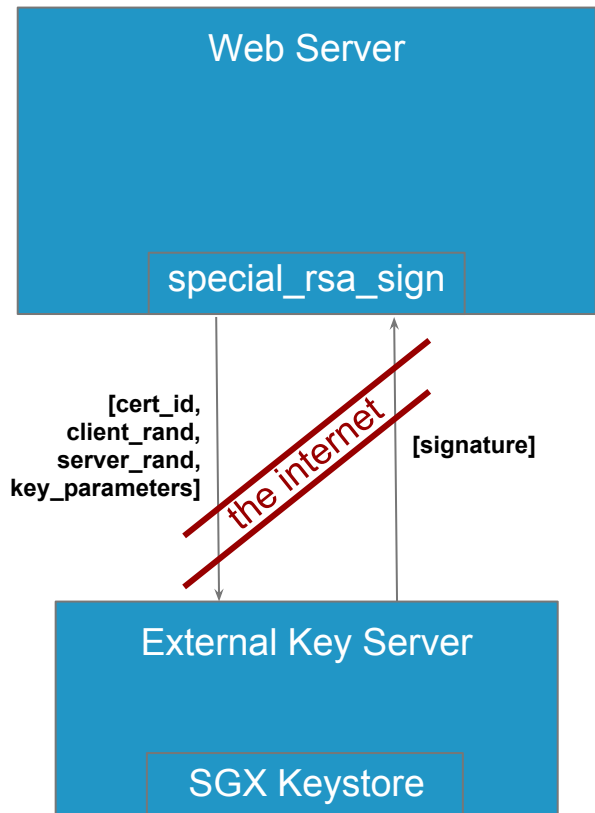 Web Server
special_rsa_sign
[cert_id,
client_rand,
server_rand,
key_parameters]
the internet
[signature]
External Key Server
SGX Keystore